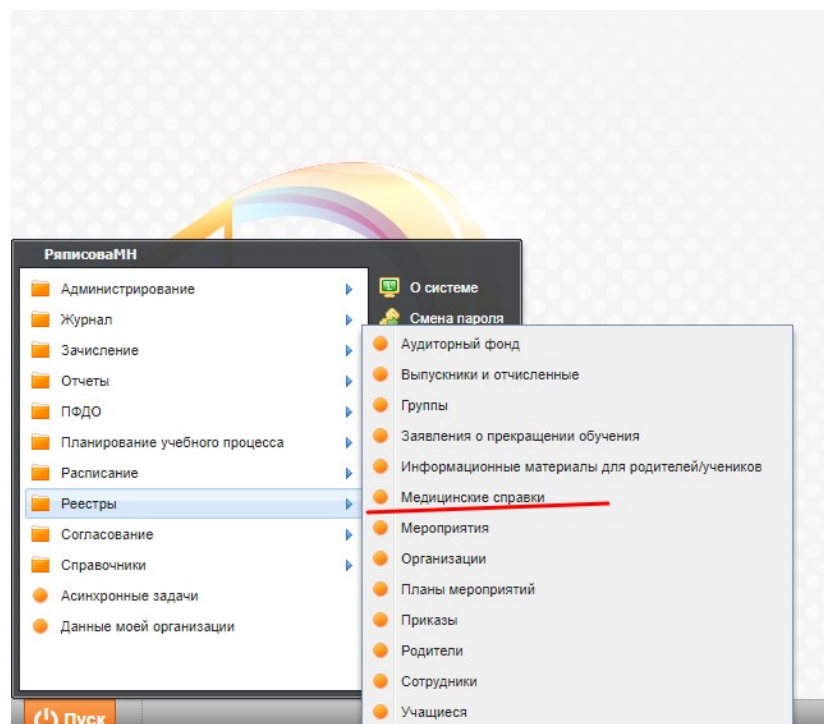 РяписоваМН
Администрирование
Журнал
Зачисление
Отчеты
ПФДО
Планирование учебного процесса
Расписание
Реестры
Согласование
Справочники
Асинхронные задачи
Данные моей организации
О системе
Смена пароля
Аудиторный фонд
Выпускники и отчисленные
Группы
Заявления о прекращении обучения
Информационные материалы для родителей/учеников
Медицинские справки
Мероприятия
Организации
Планы мероприятий
Приказы
Родители
Сотрудники
Учащиеся
Пуск